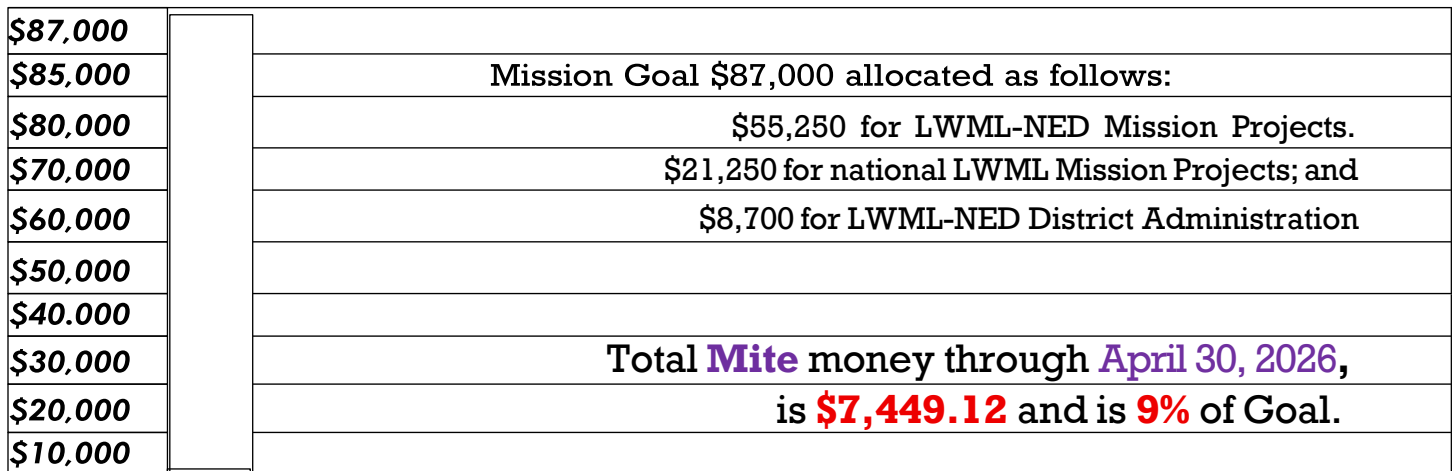 $87,000
$85,000 Mission Goal $87,000 allocated as follows:
$80,000 $55,250 for LWML-NED Mission Projects.
$70,000 $21,250 for national LWML Mission Projects; and
$60,000 $8,700 for LWML-NED District Administration
$50,000
$40.000
$30,000 Total Mite money through April 30, 2026,
$20,000 is $7,449.12 and is 9% of Goal.
$10,000